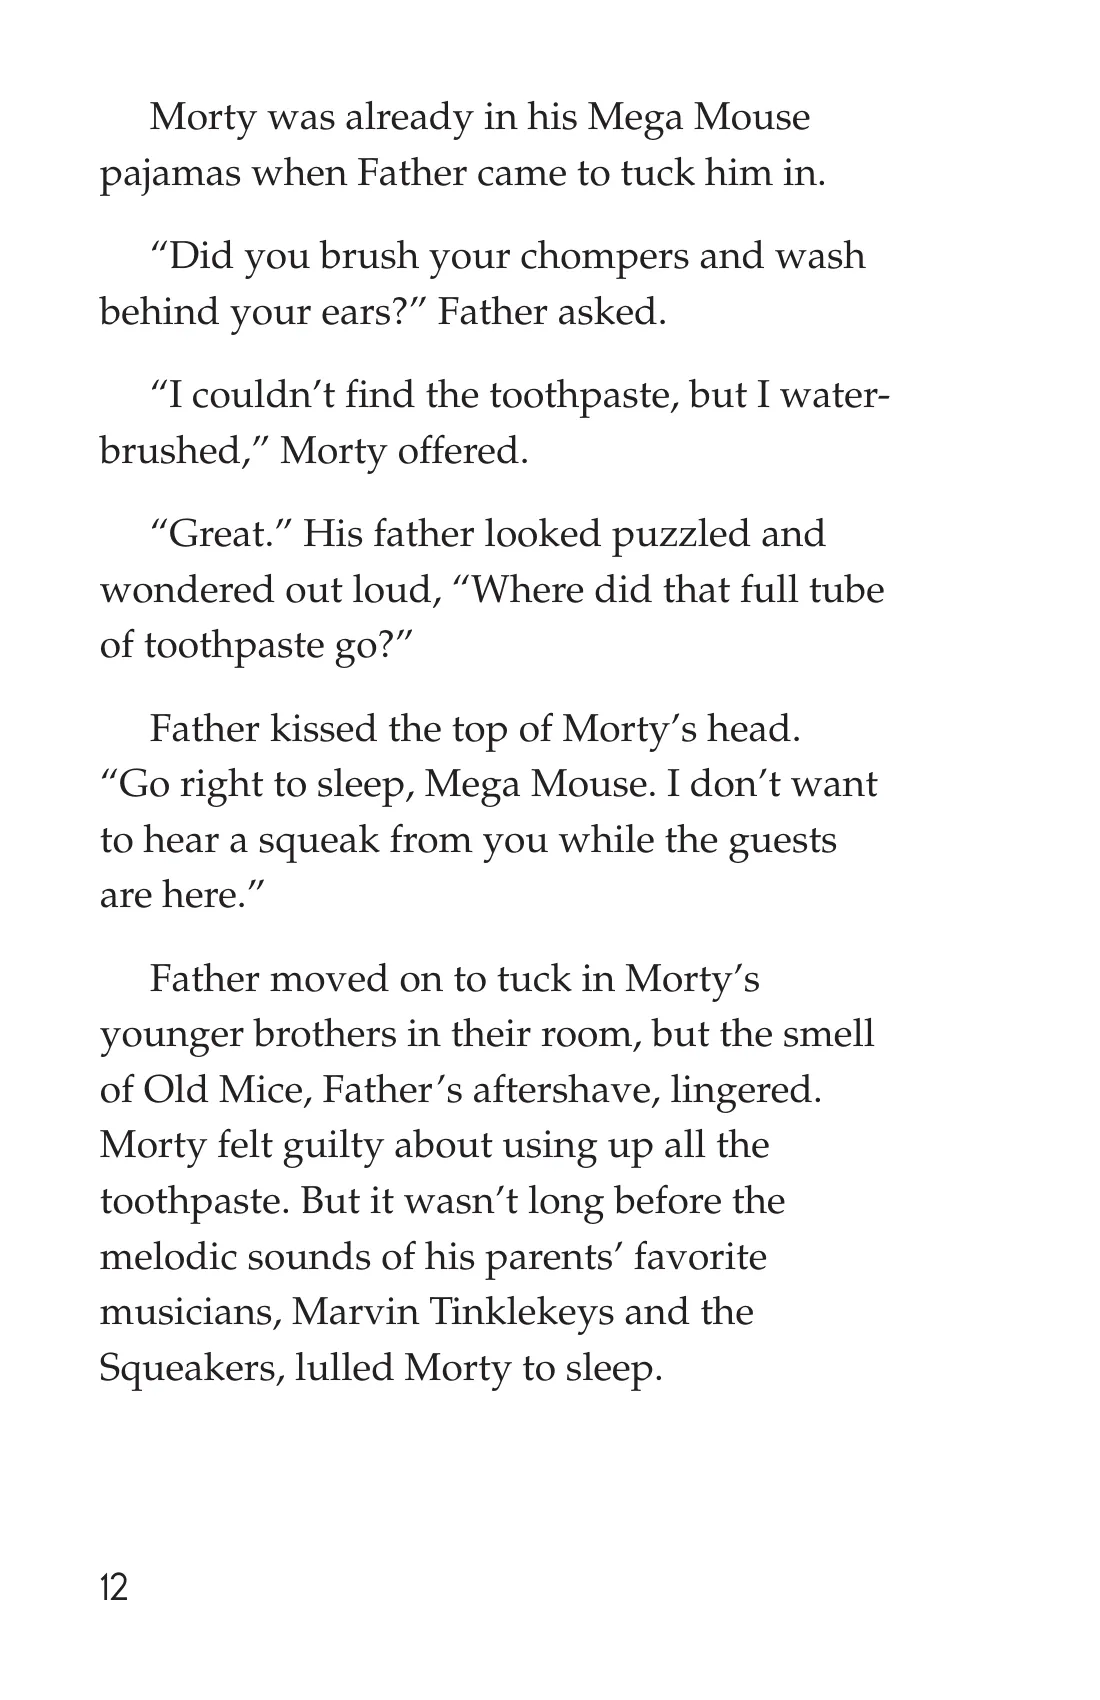 Morty was already in his Mega Mouse
pajamas when Father came to tuck him in.
“Did you brush your chompers and wash
behind your ears?” Father asked.
“I couldn’t find the toothpaste, but I water-
brushed,” Morty offered.
“Great.” His father looked puzzled and
wondered out loud, “Where did that full tube
of toothpaste go?”
Father kissed the top of Morty’s head.
“Go right to sleep, Mega Mouse. I don’t want
to hear a squeak from you while the guests
are here.”
Father moved on to tuck in Morty’s
younger brothers in their room, but the smell
of Old Mice, Father’s aftershave, lingered.
Morty felt guilty about using up all the
toothpaste. But it wasn’t long before the
melodic sounds of his parents’ favorite
musicians, Marvin Tinklekeys and the
Squeakers, lulled Morty to sleep.
12